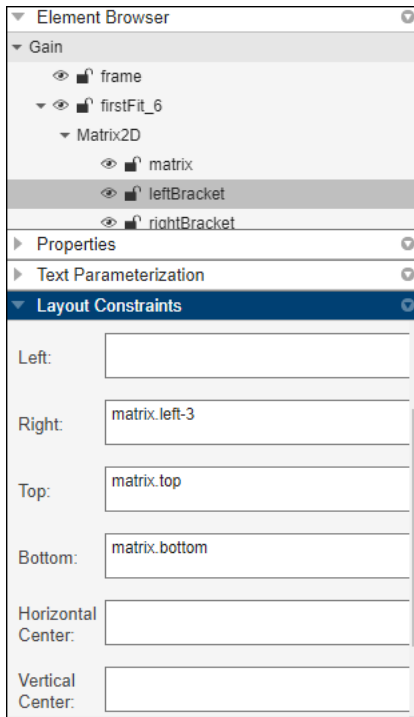 Element Browser
Gain
frame
firstFit_6
Matrix2D
matrix
leftBracket
rightBracket
Properties
Text Parameterization
Layout Constraints
Left:
Right:
matrix.left-3
Top:
matrix.top
Bottom:
matrix.bottom
Horizontal
Center:
Vertical
Center: